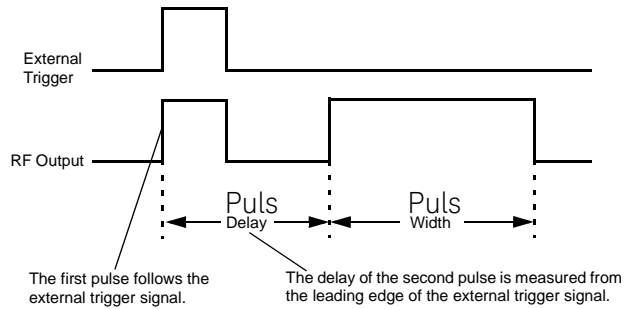 External
Trigger
RF Output
Puls
Delay
Puls
Width
The first pulse follows the
external trigger signal.
The delay of the second pulse is measured from
the leading edge of the external trigger signal.